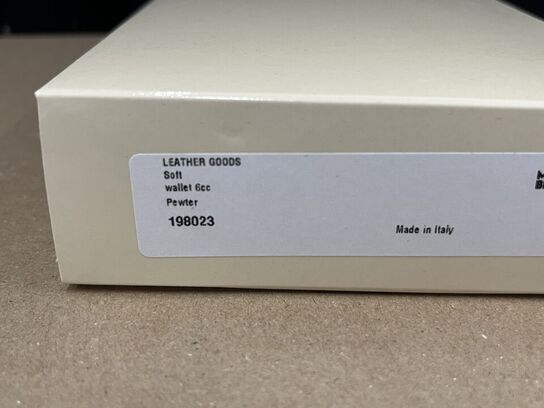 LEATHER GOODS
Soft
wallet 6cc
Pewter
198023
Made in Italy